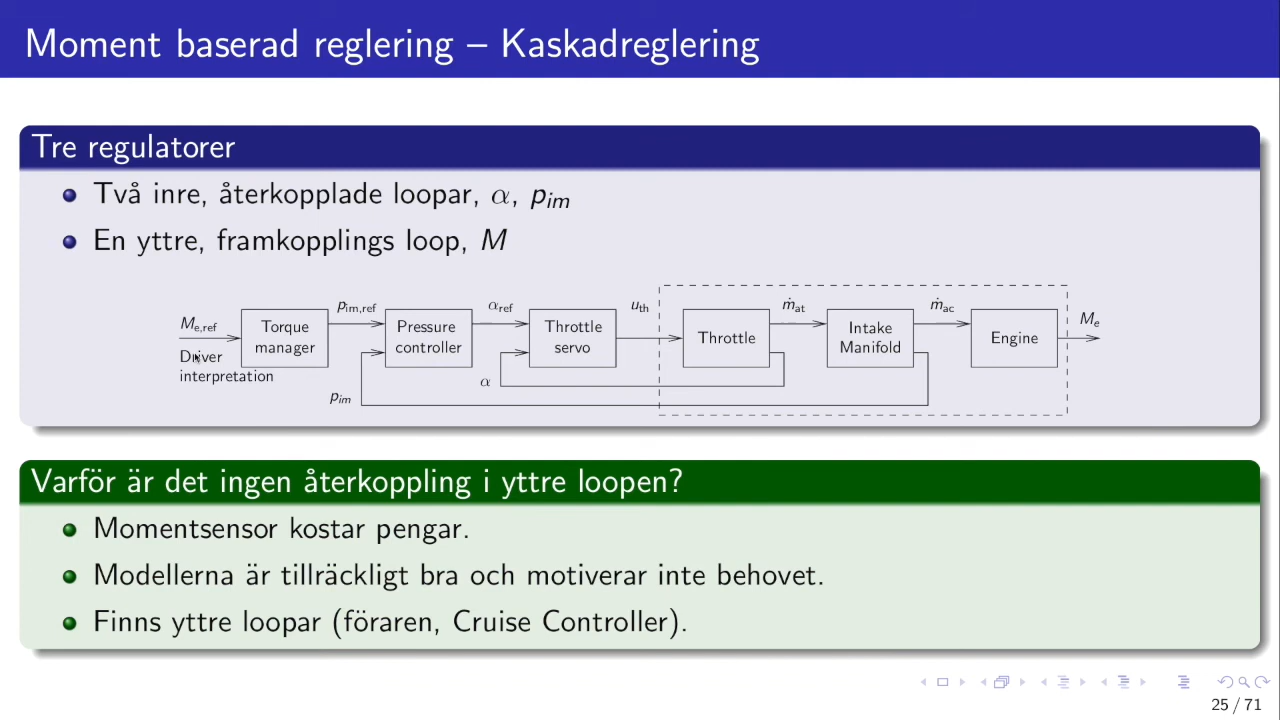 Moment baserad reglering – Kaskadreglering
Tre regulatorer
Två inre, återkopplade loopar, α, p_im
En yttre, framkopplings loop, M
M_e,ref
Driver
interpretation
Torque
manager
p_im,ref
Pressure
controller
α_ref
Throttle
servo
u_th
Throttle
ṁ_at
Intake
Manifold
ṁ_ac
Engine
M_e
α
p_im
Varför är det ingen återkoppling i yttre loopen?
Momentsensor kostar pengar.
Modellerna är tillräckligt bra och motiverar inte behovet.
Finns yttre loopar (föraren, Cruise Controller).
25 / 71